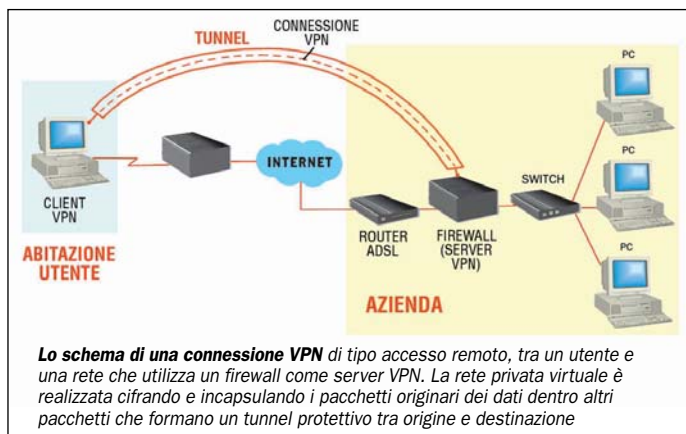 TUNNEL
CONNESSIONE
VPN
PC
PC
PC
INTERNET
SWITCH
CLIENT
VPN
ROUTER
ADSL
FIREWALL
(SERVER
VPN)
ABITAZIONE
UTENTE
AZIENDA
Lo schema di una connessione VPN di tipo accesso remoto, tra un utente e
una rete che utilizza un firewall come server VPN. La rete privata virtuale è
realizzata cifrando e incapsulando i pacchetti originari dei dati dentro altri
pacchetti che formano un tunnel protettivo tra origine e destinazione